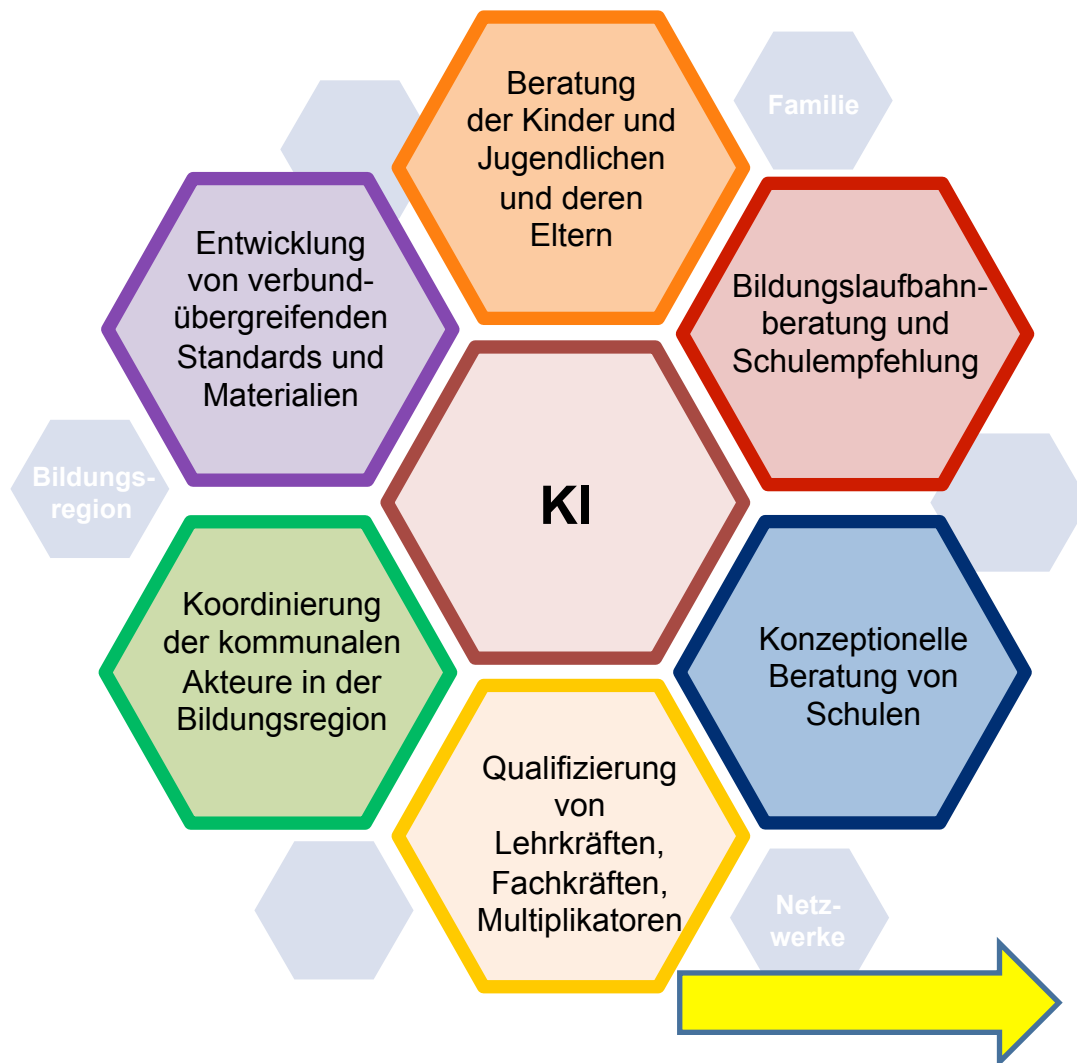 Beratung
der Kinder und
Jugendlichen
und deren
Eltern
Familie
Entwicklung
von verbund-
übergreifenden
Standards und
Materialien
Bildungslaufbahn-
beratung und
Schulempfehlung
Bildungs-
region
KI
Koordinierung
der kommunalen
Akteure in der
Bildungsregion
Konzeptionelle
Beratung von
Schulen
Qualifizierung
von
Lehrkräften,
Fachkräften,
Multiplikatoren
Netz-
werke